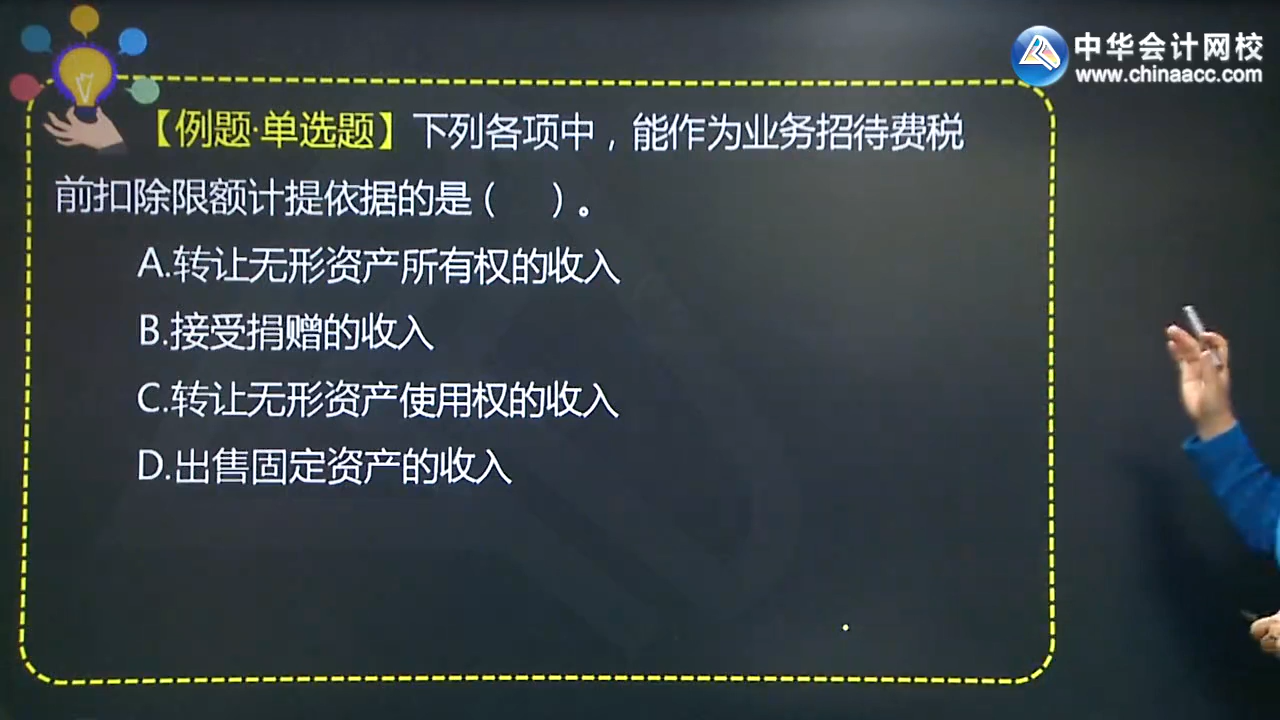 中华会计网校
www.chinaacc.com
【例题·单选题】下列各项中，能作为业务招待费税
前扣除限额计提依据的是（ ）。
A.转让无形资产所有权的收入
B.接受捐赠的收入
C.转让无形资产使用权的收入
D.出售固定资产的收入